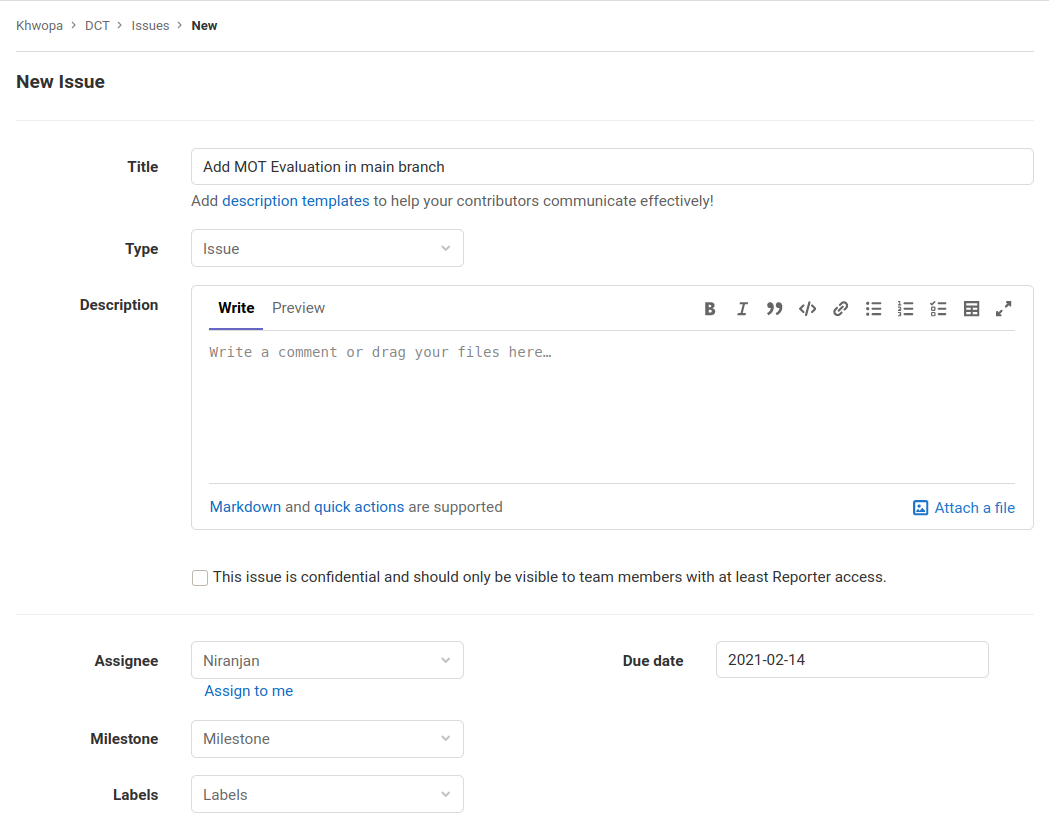 Khwopa > DCT > Issues > New
New Issue
Title
Add MOT Evaluation in main branch
Add description templates to help your contributors communicate effectively!
Type
Issue
Description
Write Preview
Write a comment or drag your files here…
Markdown and quick actions are supported
Attach a file
This issue is confidential and should only be visible to team members with at least Reporter access.
Assignee
Niranjan
Due date
2021-02-14
Assign to me
Milestone
Milestone
Labels
Labels